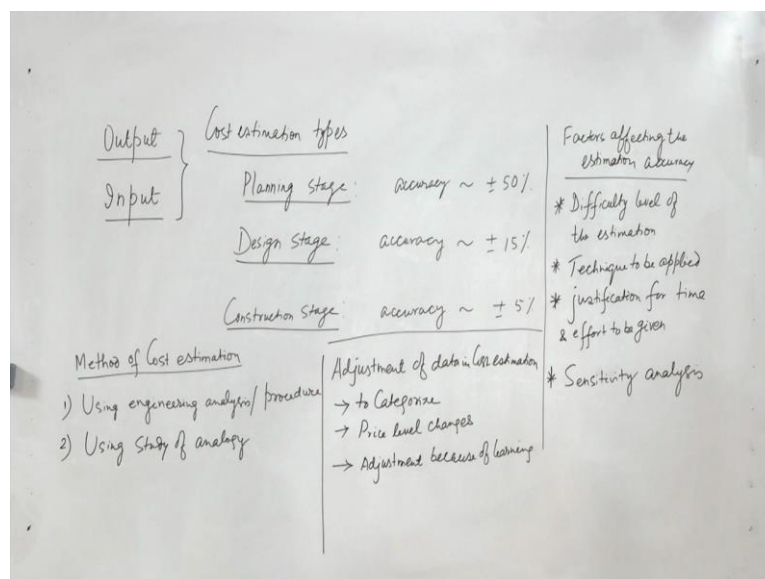 Output
Input
Cost estimation types
Planning stage: accuracy ~ ± 50%
Design stage: accuracy ~ ± 15%
Construction stage: accuracy ~ ± 5%
Factors affecting the
estimation accuracy
* Difficulty level of
the estimation
* Technique to be applied
* justification for time
& effort to be given
* Sensitivity analysis
Method of Cost estimation
1) Using engineering analysis/procedure
2) Using study of analogy
Adjustment of data in Cost estimation
→ to Categorize
→ Price level changes
→ Adjustment because of learning